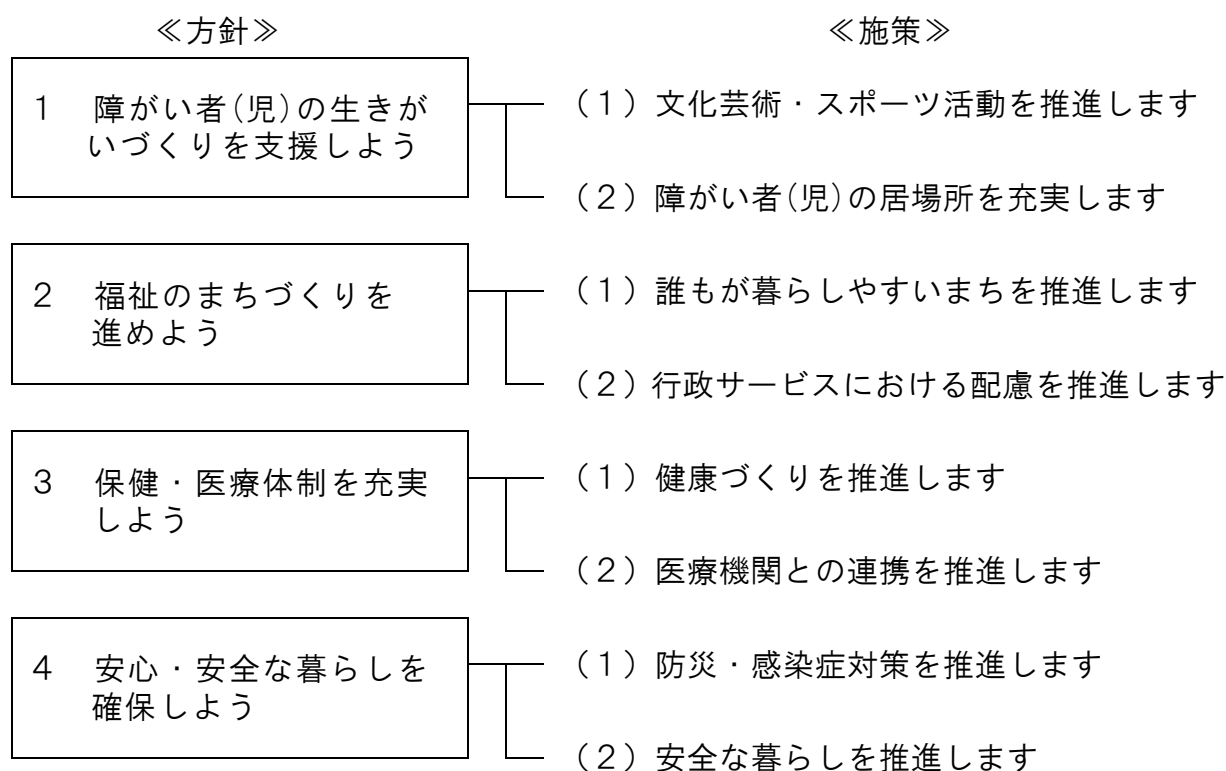 ≪方針≫ ≪施策≫
1 障がい者(児)の生きが
いづくりを支援しよう
(1)文化芸術・スポーツ活動を推進します
(2)障がい者(児)の居場所を充実します
2 福祉のまちづくりを
進めよう
(1)誰もが暮らしやすいまちを推進します
(2)行政サービスにおける配慮を推進します
3 保健・医療体制を充実
しよう
(1)健康づくりを推進します
(2)医療機関との連携を推進します
4 安心・安全な暮らしを
確保しよう
(1)防災・感染症対策を推進します
(2)安全な暮らしを推進します